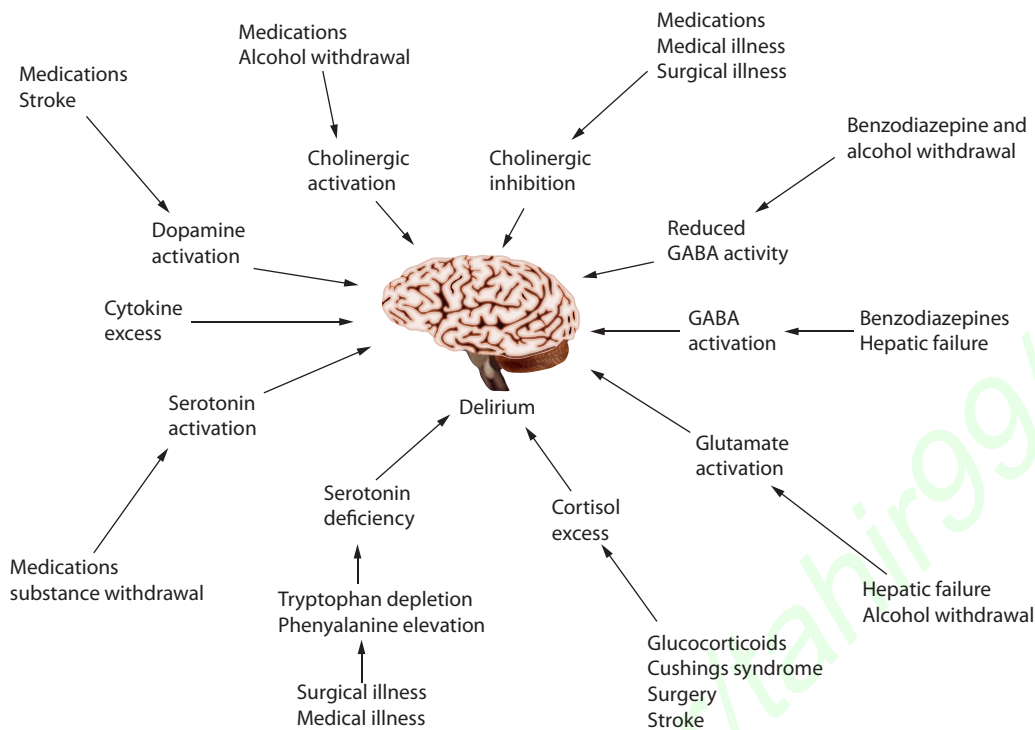 Medications
Alcohol withdrawal
Medications
Medical illness
Surgical illness
Medications
Stroke
Benzodiazepine and
alcohol withdrawal
Cholinergic
activation
Cholinergic
inhibition
Dopamine
activation
Reduced
GABA activity
Cytokine
excess
GABA
activation
Benzodiazepines
Hepatic failure
Serotonin
activation
Delirium
Glutamate
activation
Serotonin
deficiency
Cortisol
excess
Medications
substance withdrawal
Tryptophan depletion
Phenyalanine elevation
Hepatic failure
Alcohol withdrawal
Glucocorticoids
Cushings syndrome
Surgery
Stroke
Surgical illness
Medical illness
/tahir99/